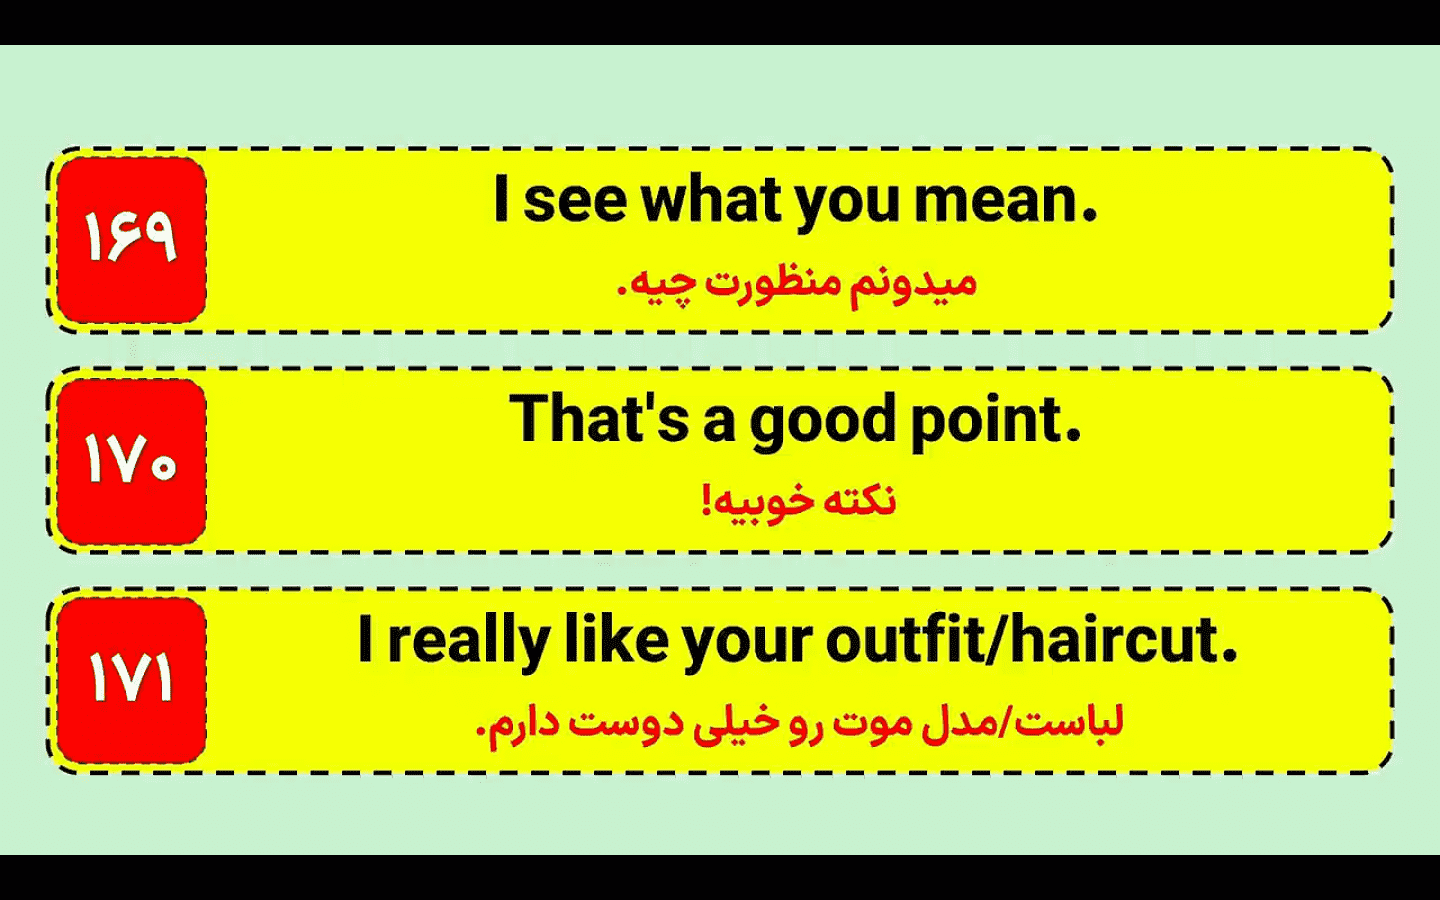 ۱۶۹
I see what you mean.
میدونم منظورت چیه.
۱۷۰
That's a good point.
نکته خوبیه!
۱۷۱
I really like your outfit/haircut.
لباست/مدل موت رو خیلی دوست دارم.